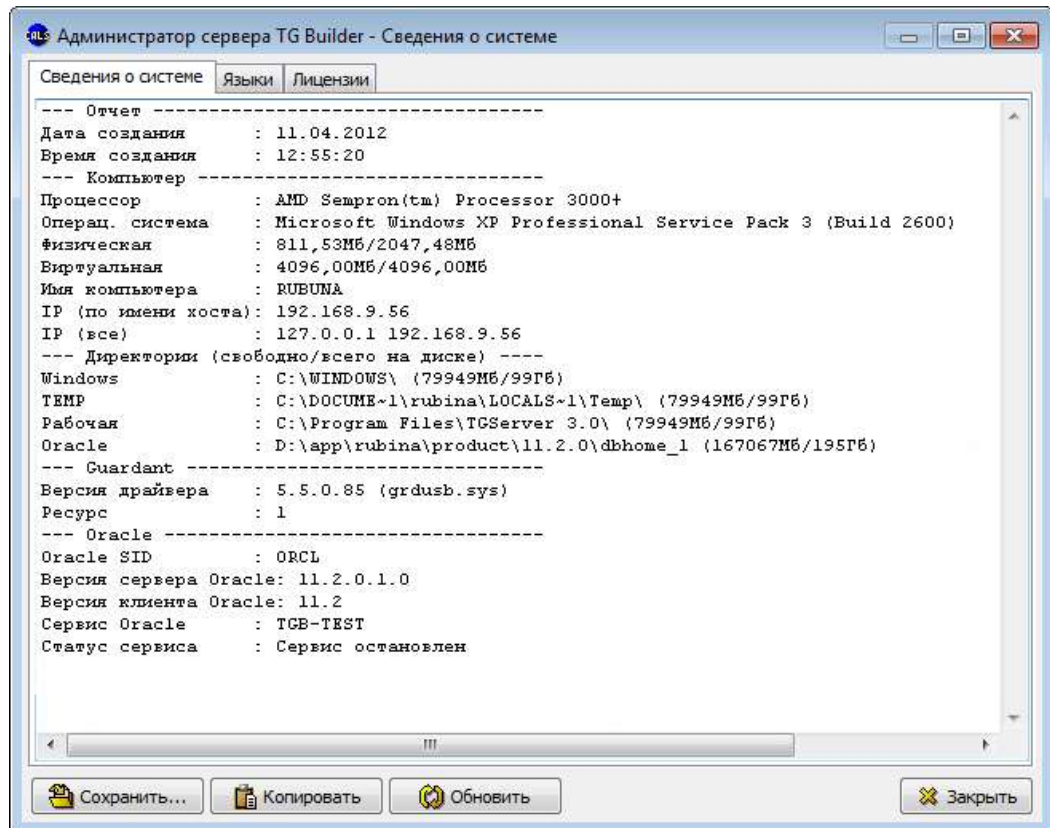 CALS Администратор сервера TG Builder - Сведения о системе
Сведения о системе Языки Лицензии
--- Отчет ----------------------------------
Дата создания : 11.04.2012
Время создания : 12:55:20
--- Компьютер ------------------------------
Процессор : AMD Sempron(tm) Processor 3000+
Операц. система : Microsoft Windows XP Professional Service Pack 3 (Build 2600)
Физическая : 811,53Мб/2047,48Мб
Виртуальная : 4096,00Мб/4096,00Мб
Имя компьютера : RUBUNA
IP (по имени хоста): 192.168.9.56
IP (все) : 127.0.0.1 192.168.9.56
--- Директории (свободно/всего на диске) ----
Windows : C:\WINDOWS\ (79949Мб/99Гб)
TEMP : C:\DOCUME~1\rubina\LOCALS~1\Temp\ (79949Мб/99Гб)
Рабочая : C:\Program Files\TGServer 3.0\ (79949Мб/99Гб)
Oracle : D:\app\rubina\product\11.2.0\dbhome_1 (167067Мб/195Гб)
--- Guardant -------------------------------
Версия драйвера : 5.5.0.85 (grdusb.sys)
Ресурс : 1
--- Oracle ---------------------------------
Oracle SID : ORCL
Версия сервера Oracle: 11.2.0.1.0
Версия клиента Oracle: 11.2
Сервис Oracle : TGB-TEST
Статус сервиса : Сервис остановлен
Сохранить... Копировать Обновить Закрыть